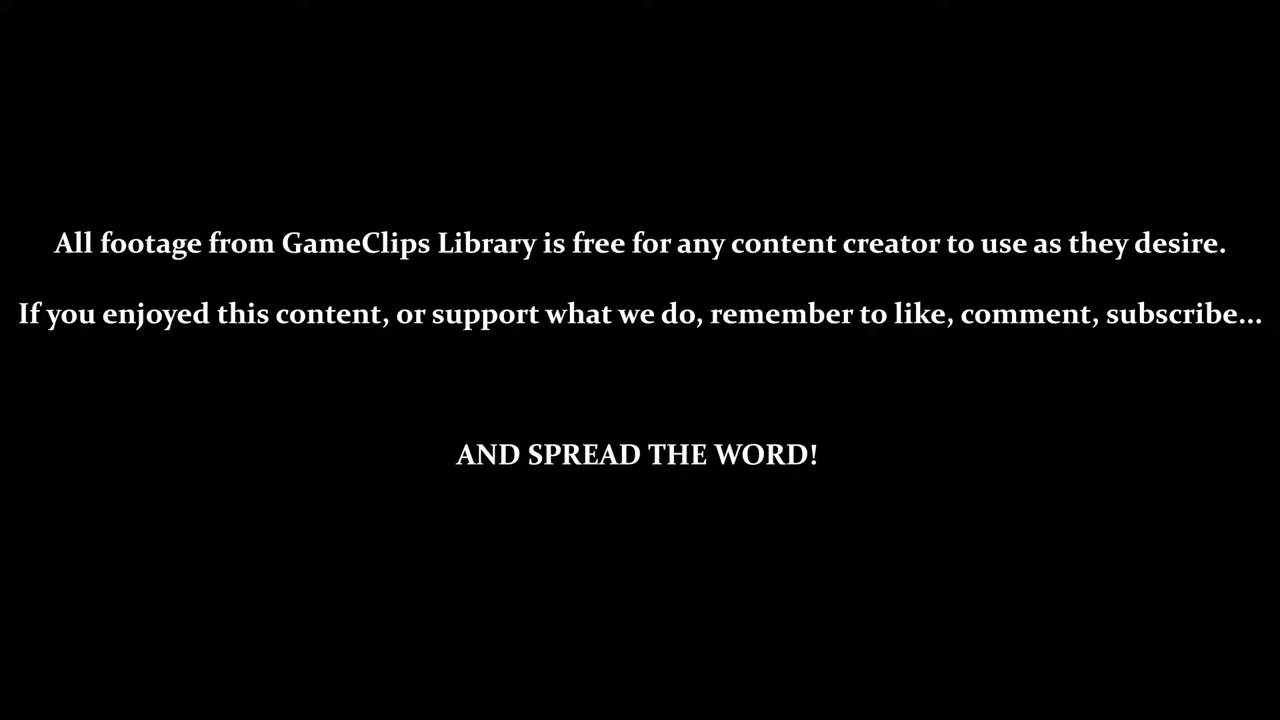 All footage from GameClips Library is free for any content creator to use as they desire.
If you enjoyed this content, or support what we do, remember to like, comment, subscribe...
AND SPREAD THE WORD!